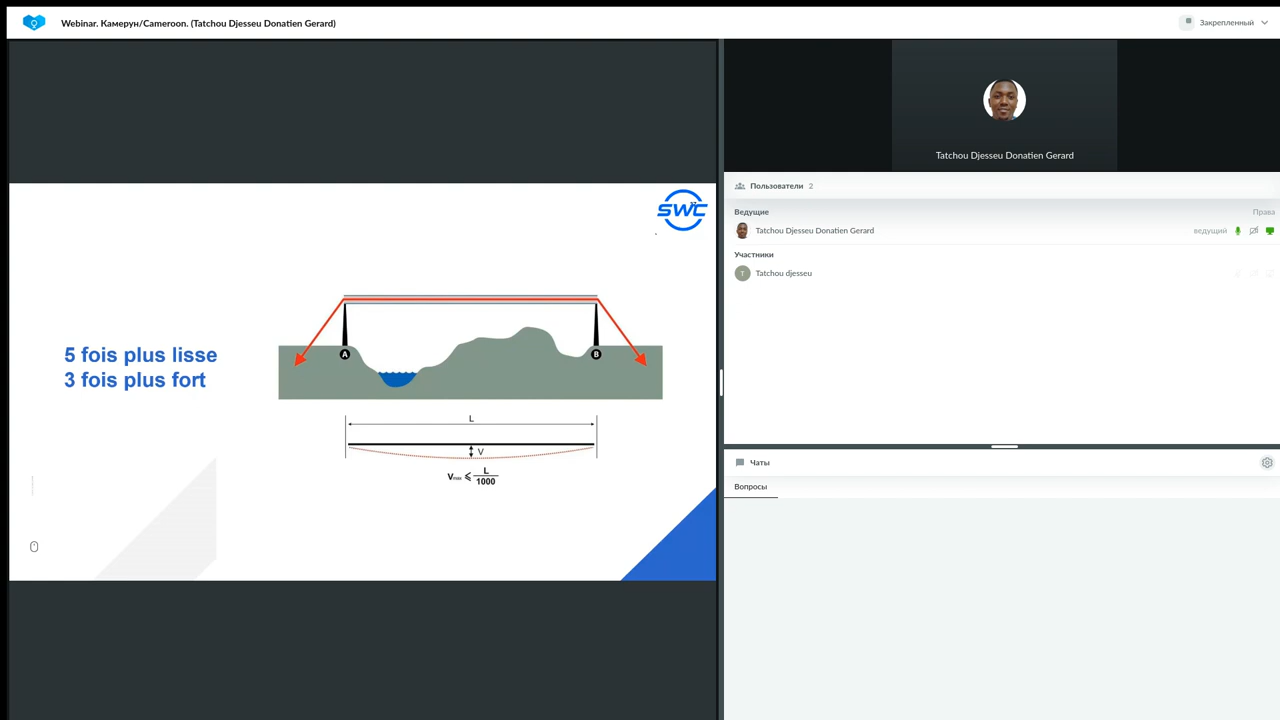 Webinar. Камерун/Cameroon. (Tatchou Djesseu Donatien Gerard)
Закрепленный
SWC
5 fois plus lisse
3 fois plus fort
A
B
L
V
Vmax ⩽ L
1000
Tatchou Djesseu Donatien Gerard
Пользователи 2
Ведущие Права
Tatchou Djesseu Donatien Gerard ведущий
Участники
T Tatchou djesseu
Чаты
Вопросы